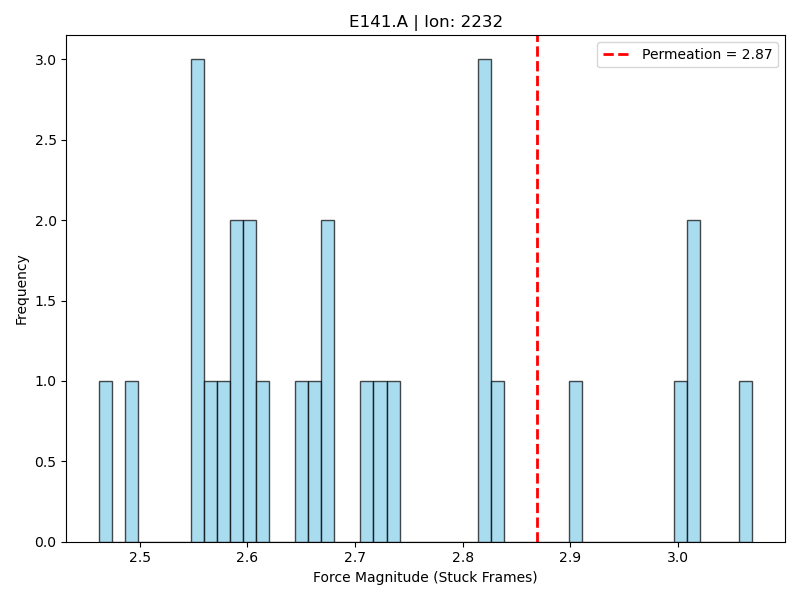 E141.A | Ion: 2232
Permeation = 2.87
Frequency
3.0
2.5
2.0
1.5
1.0
0.5
0.0
2.5 2.6 2.7 2.8 2.9 3.0
Force Magnitude (Stuck Frames)